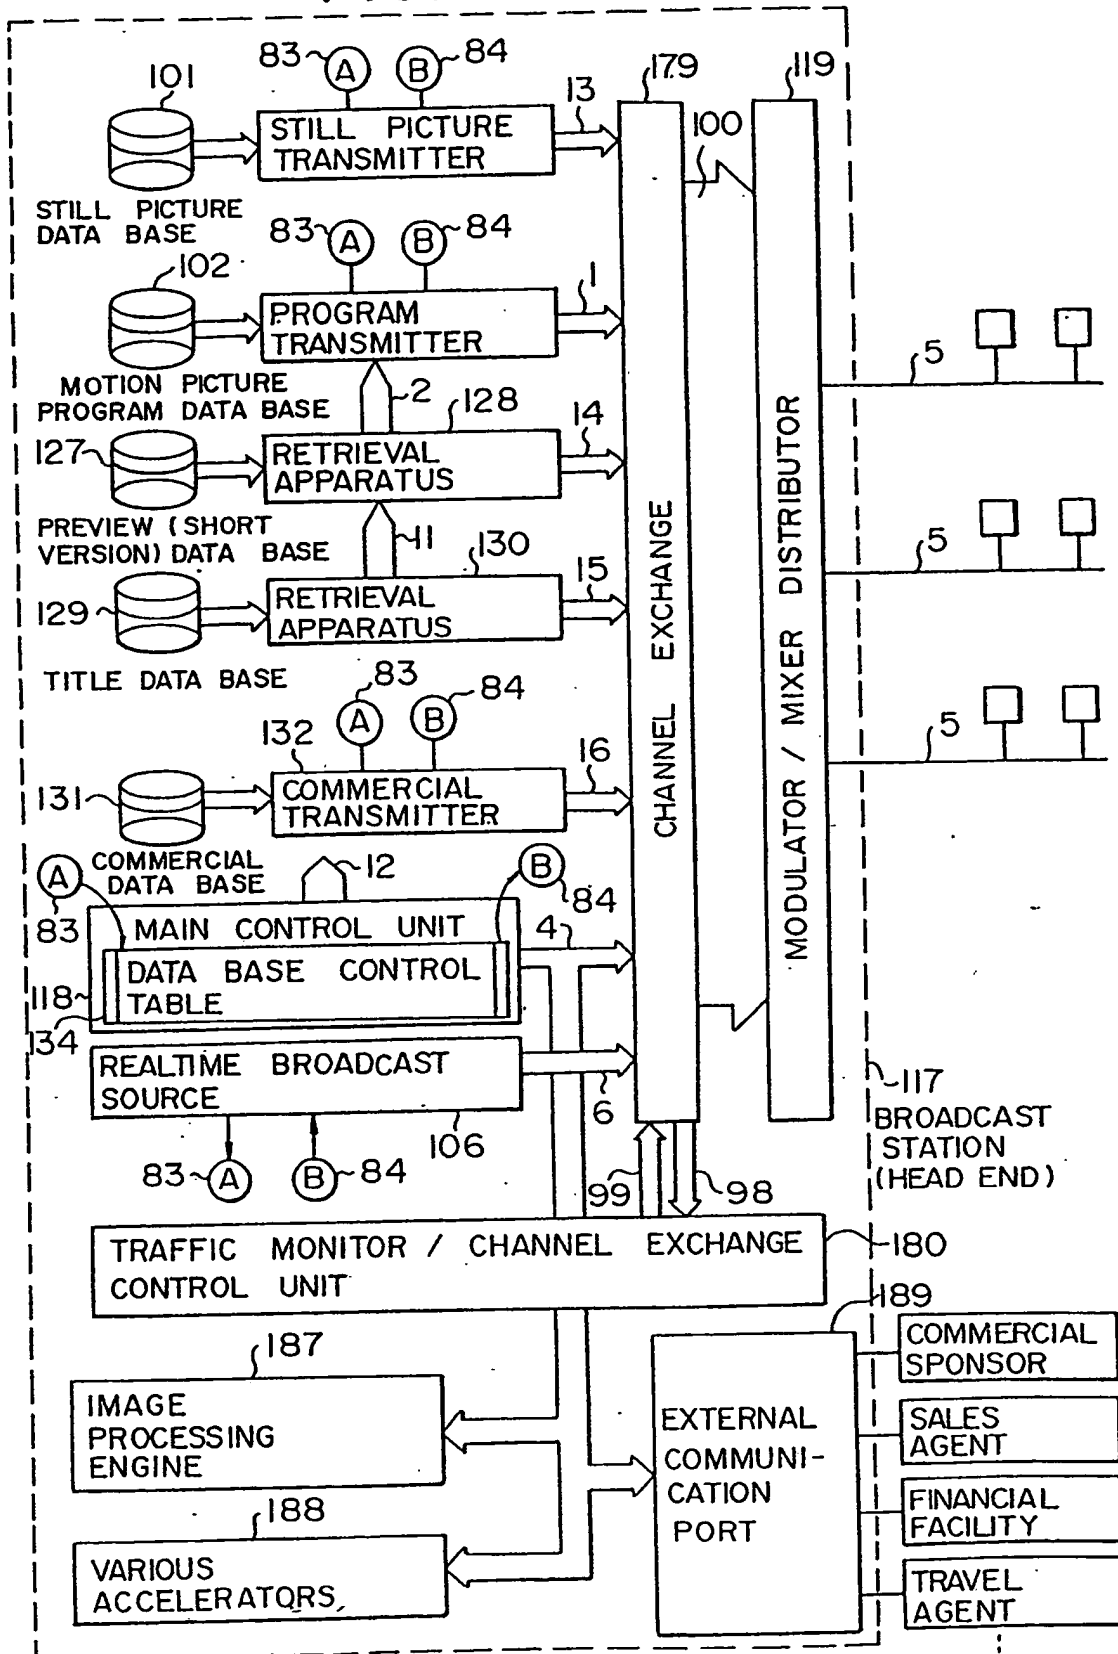 83 A B 84
101
13
179
119
100
STILL PICTURE
TRANSMITTER
STILL PICTURE
DATA BASE
83 A B 84
102
1
PROGRAM
TRANSMITTER
5
MOTION PICTURE
PROGRAM DATA BASE
2
128
14
127
RETRIEVAL
APPARATUS
PREVIEW (SHORT
VERSION) DATA BASE
11
130
15
5
129
RETRIEVAL
APPARATUS
TITLE DATA BASE
83 A B 84
132
16
5
131
COMMERCIAL
TRANSMITTER
COMMERCIAL
DATA BASE
12
A
83
B
84
MAIN CONTROL UNIT
4
DATA BASE CONTROL
TABLE
118
134
REALTIME BROADCAST
SOURCE
6
106
83 A B 84
CHANNEL EXCHANGE
MODULATOR / MIXER DISTRIBUTOR
117
BROADCAST
STATION
(HEAD END)
99
98
TRAFFIC MONITOR / CHANNEL EXCHANGE
CONTROL UNIT
180
189
187
IMAGE
PROCESSING
ENGINE
188
VARIOUS
ACCELERATORS
EXTERNAL
COMMUNI-
CATION
PORT
COMMERCIAL
SPONSOR
SALES
AGENT
FINANCIAL
FACILITY
TRAVEL
AGENT